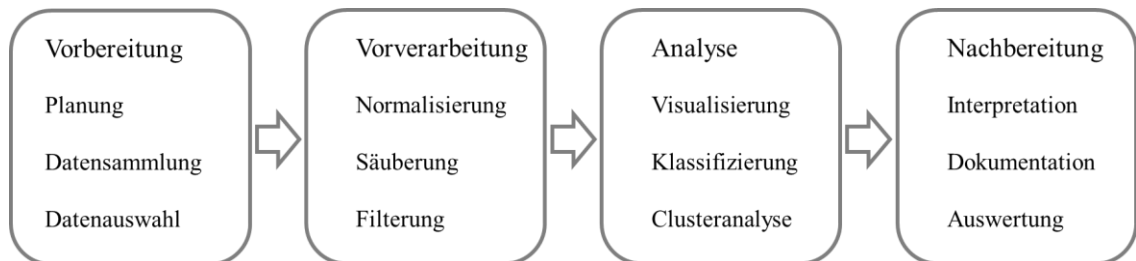 Vorbereitung
Planung
Datensammlung
Datenauswahl
Vorverarbeitung
Normalisierung
Säuberung
Filterung
Analyse
Visualisierung
Klassifizierung
Clusteranalyse
Nachbereitung
Interpretation
Dokumentation
Auswertung